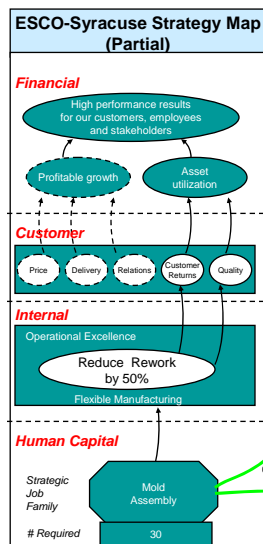 ESCO-Syracuse Strategy Map
(Partial)
Financial
High performance results
for our customers, employees
and stakeholders
Profitable growth
Asset
utilization
Customer
Price
Delivery
Relations
Customer
Returns
Quality
Internal
Operational Excellence
Reduce Rework
by 50%
Flexible Manufacturing
Human Capital
Strategic
Job
Family
Mold
Assembly
# Required
30